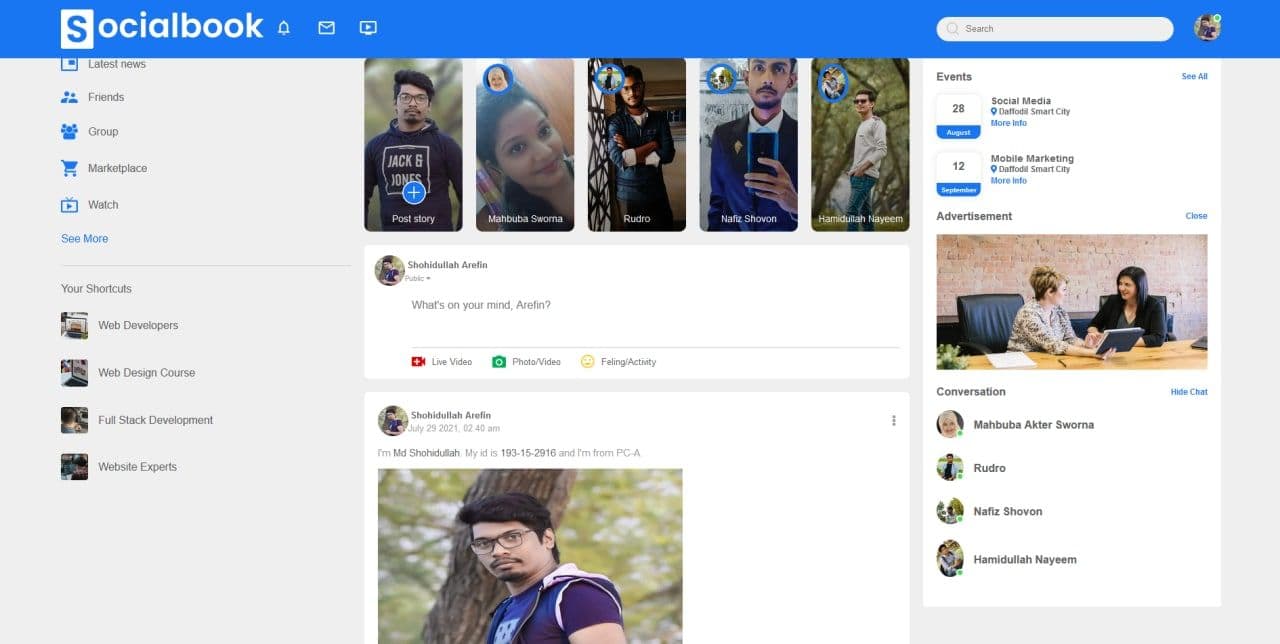 Socialbook
Search
Latest news
Friends
Group
Marketplace
Watch
See More
Your Shortcuts
Web Developers
Web Design Course
Full Stack Development
Website Experts
JACK &
JONES
Post story
Mahbuba Sworna
Rudro
Nafiz Shovon
Hamidullah Nayeem
Shohidullah Arefin
Public
What's on your mind, Arefin?
Live Video
Photo/Video
Feling/Activity
Shohidullah Arefin
July 29 2021, 02 40 am
I'm Md Shohidullah. My id is 193-15-2916 and I'm from PC-A.
Events
See All
28
August
Social Media
Daffodil Smart City
More Info
12
September
Mobile Marketing
Daffodil Smart City
More Info
Advertisement
Close
Conversation
Hide Chat
Mahbuba Akter Sworna
Rudro
Nafiz Shovon
Hamidullah Nayeem